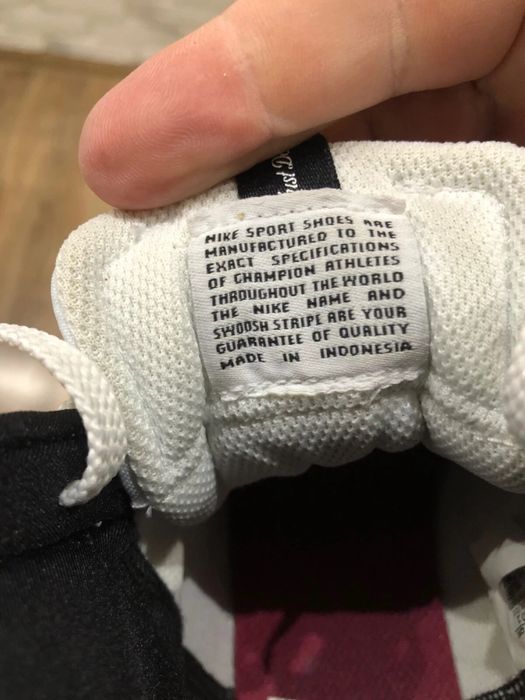 NIKE SPORT SHOES ARE
MANUFACTURED TO THE
EXACT SPECIFICATIONS
OF CHAMPION ATHLETES
THROUGHOUT THE WORLD
THE NIKE NAME AND
SWOOSH STRIPE ARE YOUR
GUARANTEE OF QUALITY
MADE IN INDONESIA